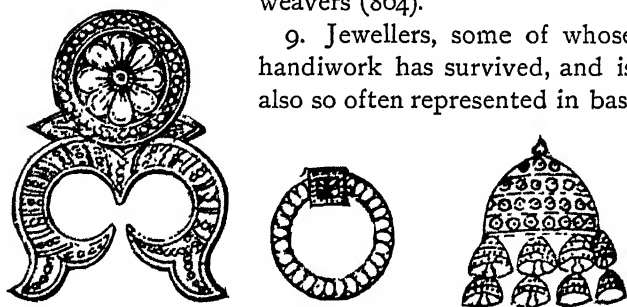 weavers (804).
9. Jewellers, some of whose
handiwork has survived, and is
also so often represented in bas